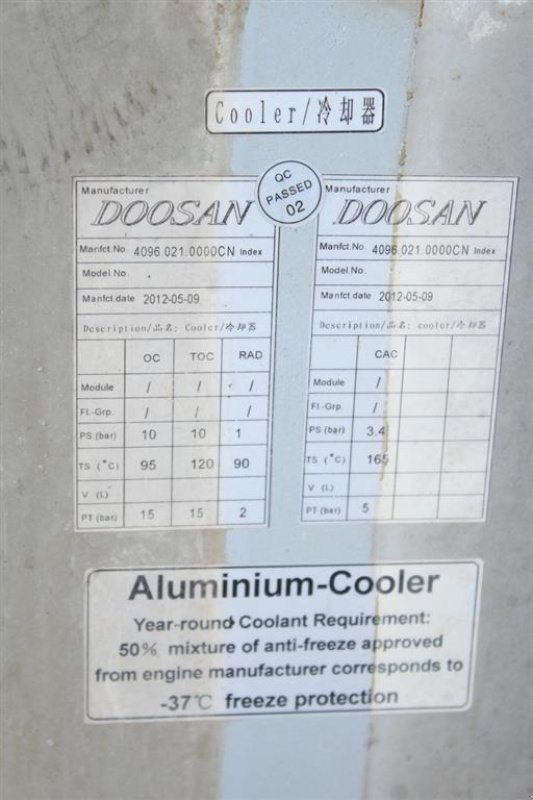 Cooler/冷却器
QC
PASSED
02
Manufacturer
DOOSAN
Manfct.No 4096.021.0000CN Index
Model No.
Manfct.date 2012-05-09
Description/品名: Cooler/冷却器
OC TOC RAD
Module / / /
Fl.-Grp. / / /
PS (bar) 10 10 1
TS (°C) 95 120 90
V (L)
PT (bar) 15 15 2
Manufacturer
DOOSAN
Manfct.No 4096.021.0000CN Index
Model No.
Manfct.date 2012-05-09
Description/品名: cooler/冷却器
CAC
Module /
Fl.-Grp. /
PS (bar) 3.4
TS (°C) 165
V (L)
PT (bar) 5
Aluminium-Cooler
Year-round Coolant Requirement:
50% mixture of anti-freeze approved
from engine manufacturer corresponds to
-37℃ freeze protection